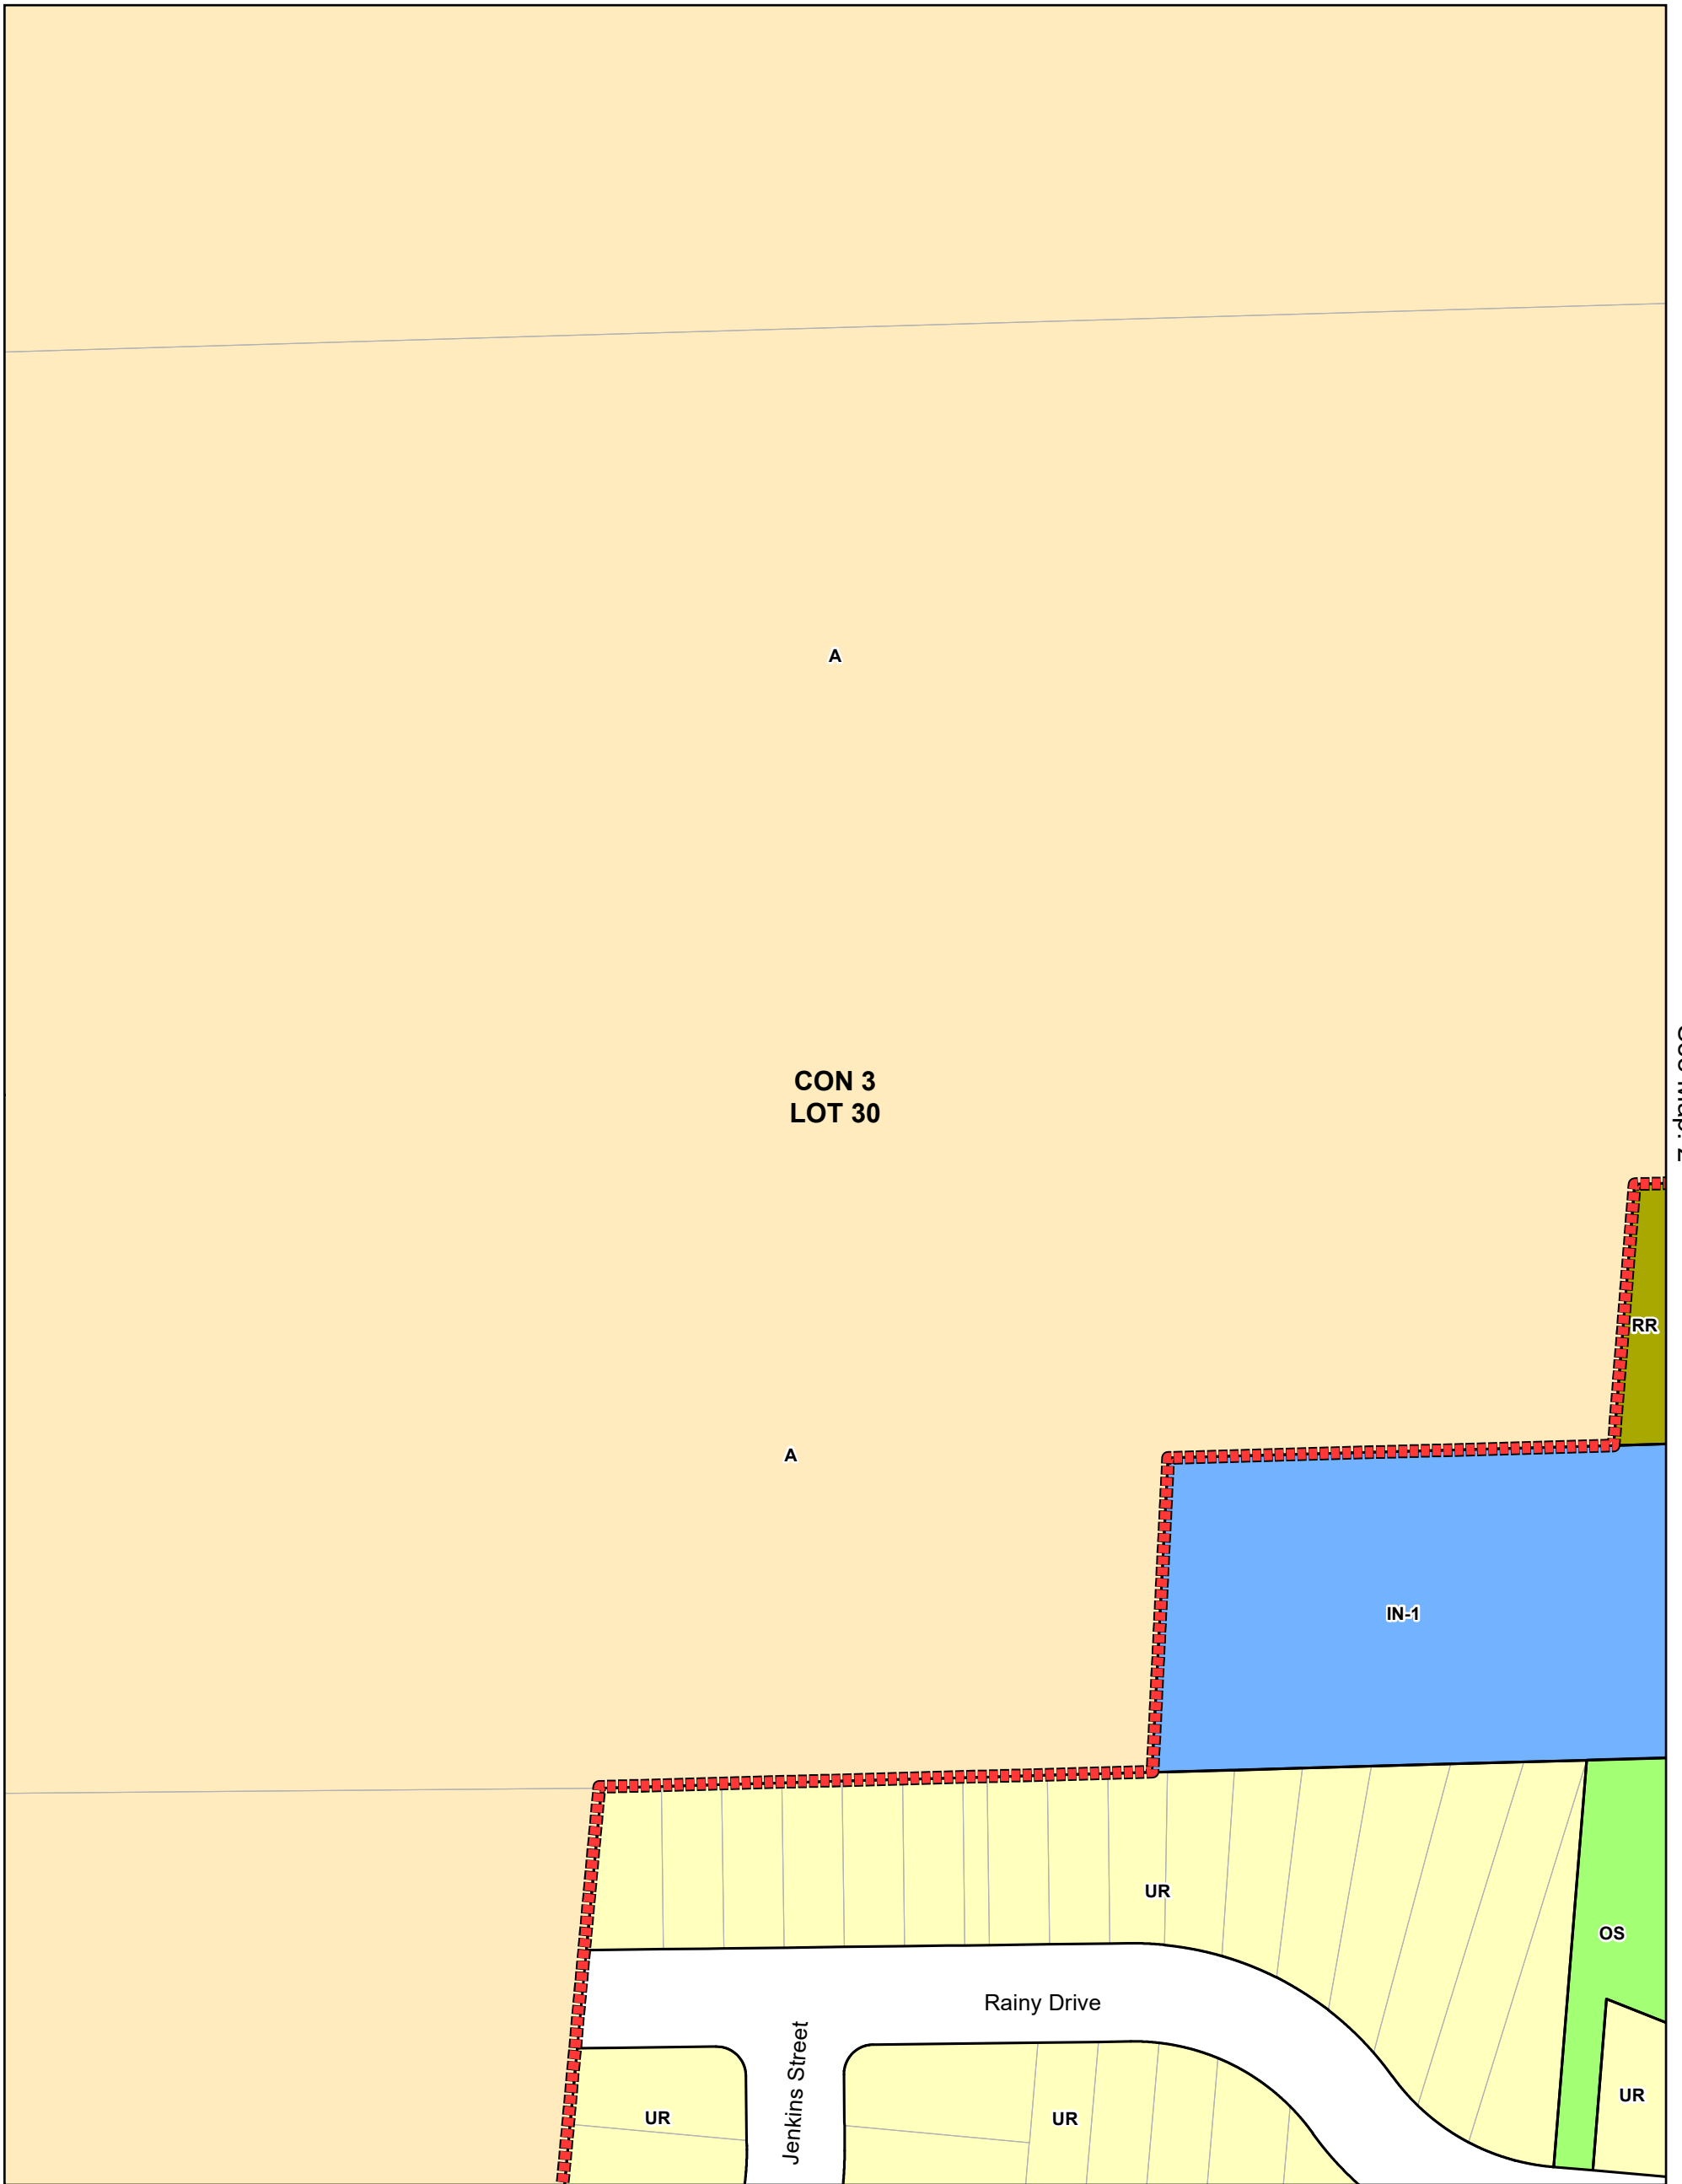 A
CON 3
LOT 30
RR
A
IN-1
UR
OS
Rainy Drive
Jenkins Street
UR
UR
UR